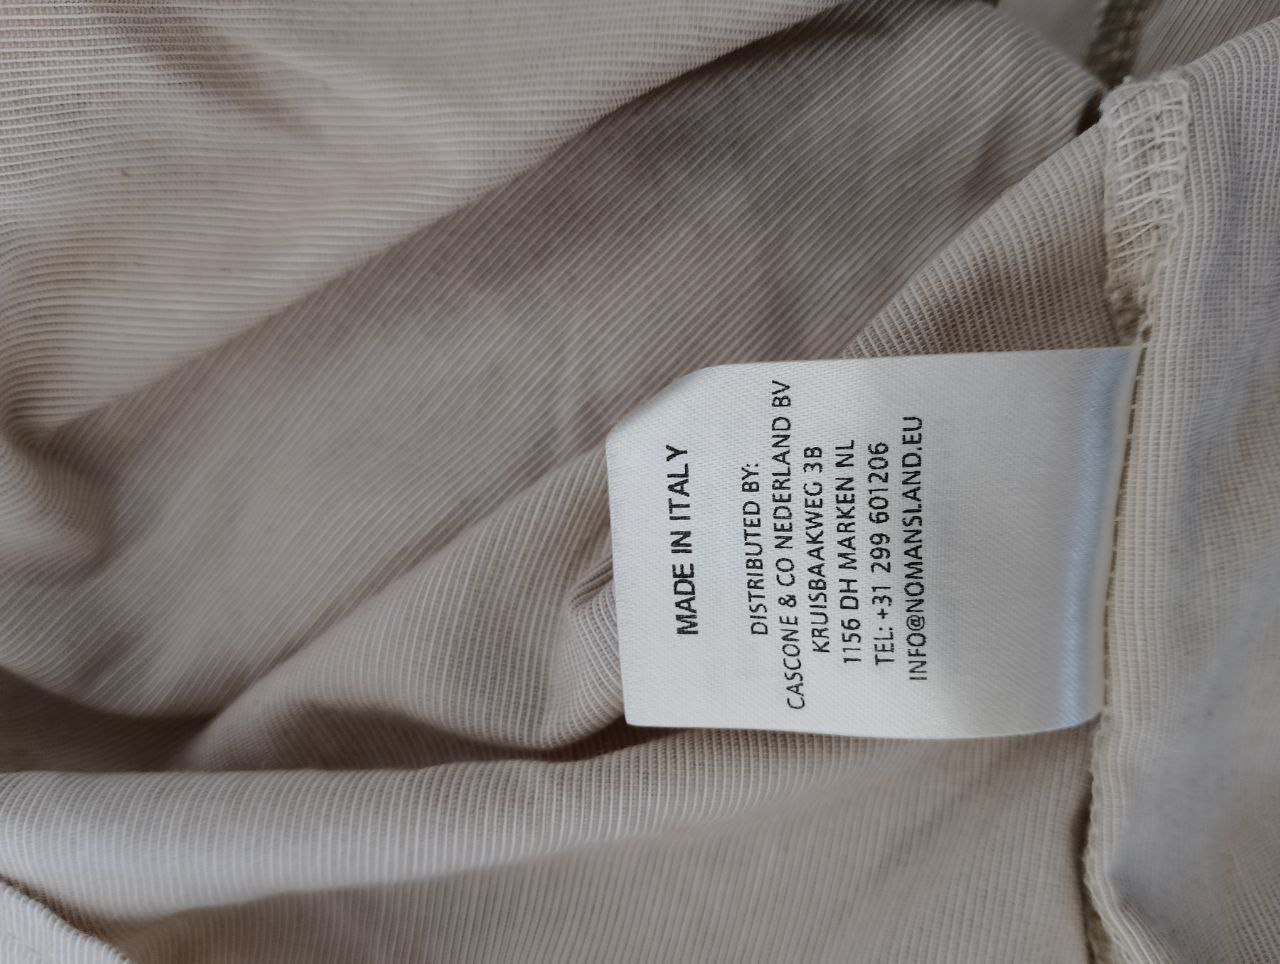 MADE IN ITALY
DISTRIBUTED BY:
CASCONE & CO NEDERLAND BV
KRUISBAAKWEG 3B
1156 DH MARKEN NL
TEL: +31 299 601206
INFO@NOMANSLAND.EU